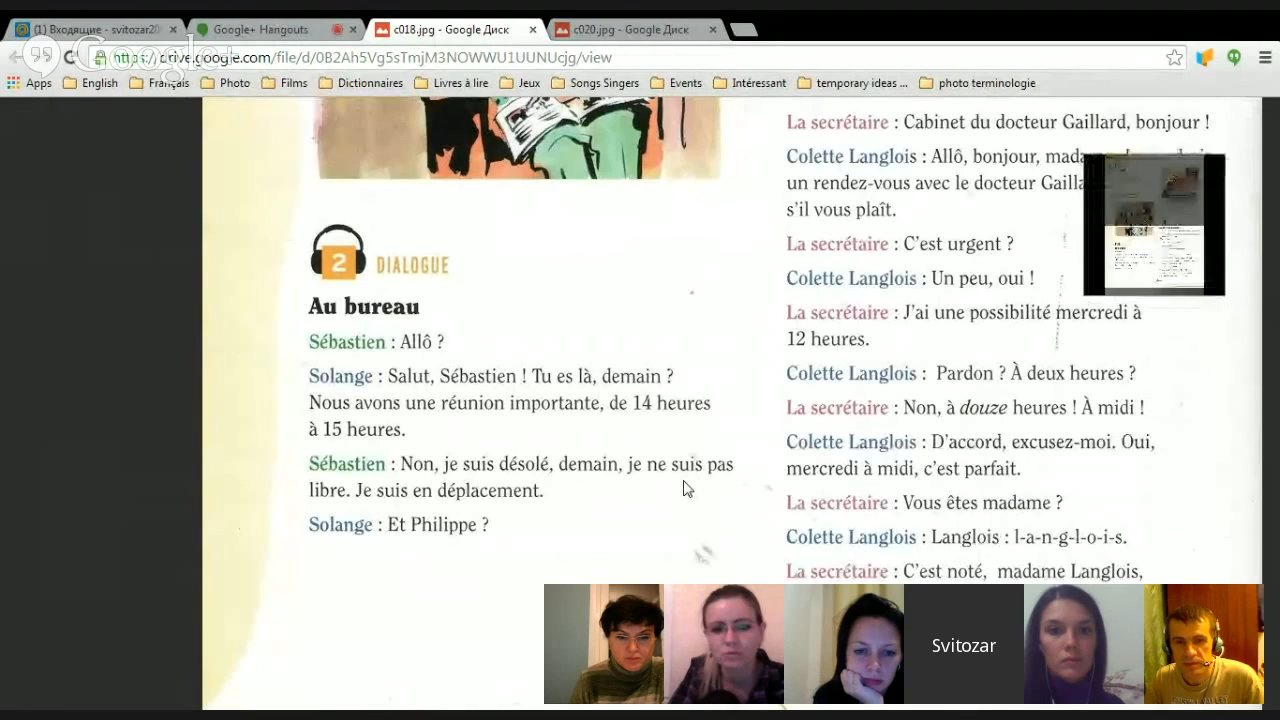 (1) Входящие - svitozar20
Google+ Hangouts
c018.jpg - Google Диск
c020.jpg - Google Диск
Google+
https://drive.google.com/file/d/0B2Ah5Vg5sTmjM3NOWWU1UUNUcjg/view
Apps
English
Français
Photo
Films
Dictionnaires
Livres à lire
Jeux
Songs Singers
Events
Intéressant
temporary ideas ...
photo terminologie
2 DIALOGUE
Au bureau
Sébastien : Allô ?
Solange : Salut, Sébastien ! Tu es là, demain ?
Nous avons une réunion importante, de 14 heures
à 15 heures.
Sébastien : Non, je suis désolé, demain, je ne suis pas
libre. Je suis en déplacement.
Solange : Et Philippe ?
La secrétaire : Cabinet du docteur Gaillard, bonjour !
Colette Langlois : Allô, bonjour,
un rendez-vous avec le docteur
s'il vous plaît.
La secrétaire : C'est urgent ?
Colette Langlois : Un peu, oui !
La secrétaire : J'ai une possibilité mercredi à
12 heures.
Colette Langlois : Pardon ? À deux heures ?
La secrétaire : Non, à douze heures ! À midi !
Colette Langlois : D'accord, excusez-moi. Oui,
mercredi à midi, c'est parfait.
La secrétaire : Vous êtes madame ?
Colette Langlois : Langlois : l-a-n-g-l-o-i-s.
La secrétaire : C'est noté, madame Langlois,
Svitozar